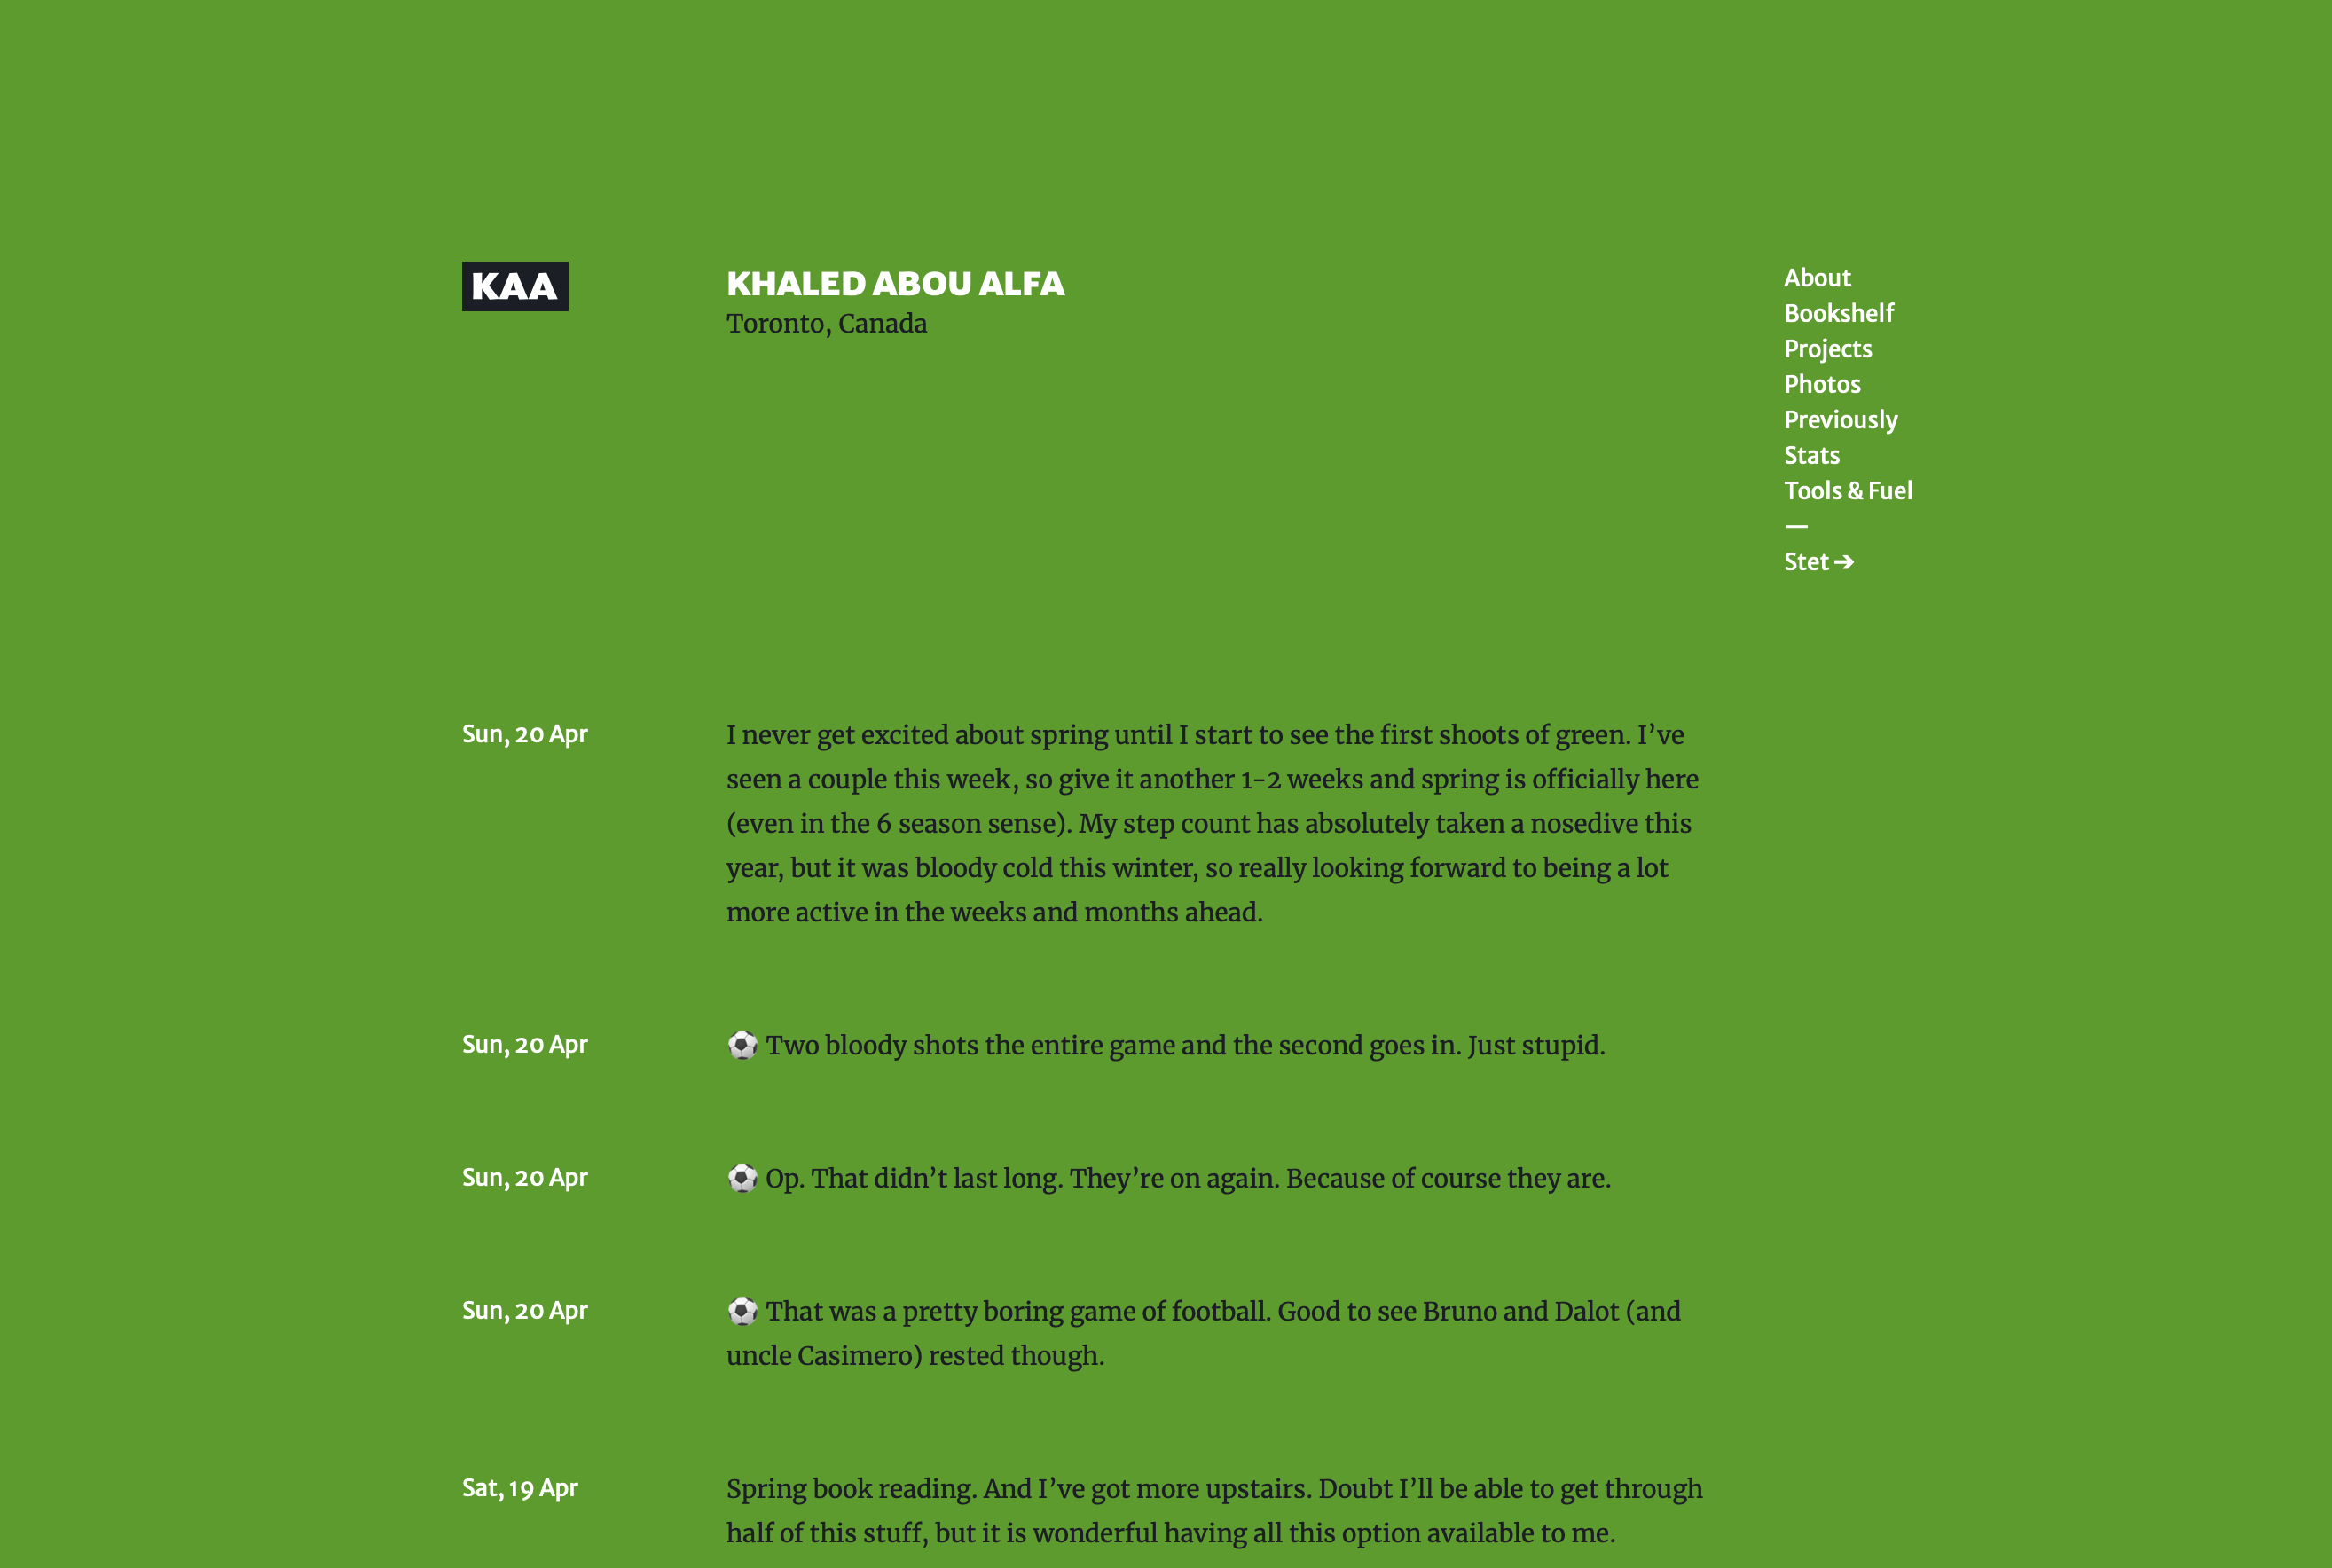 KAA
KHALED ABOU ALFA
Toronto, Canada
About
Bookshelf
Projects
Photos
Previously
Stats
Tools & Fuel
—
Stet ➔
Sun, 20 Apr
I never get excited about spring until I start to see the first shoots of green. I’ve
seen a couple this week, so give it another 1-2 weeks and spring is officially here
(even in the 6 season sense). My step count has absolutely taken a nosedive this
year, but it was bloody cold this winter, so really looking forward to being a lot
more active in the weeks and months ahead.
Sun, 20 Apr
⚽ Two bloody shots the entire game and the second goes in. Just stupid.
Sun, 20 Apr
⚽ Op. That didn’t last long. They’re on again. Because of course they are.
Sun, 20 Apr
⚽ That was a pretty boring game of football. Good to see Bruno and Dalot (and
uncle Casimero) rested though.
Sat, 19 Apr
Spring book reading. And I’ve got more upstairs. Doubt I’ll be able to get through
half of this stuff, but it is wonderful having all this option available to me.